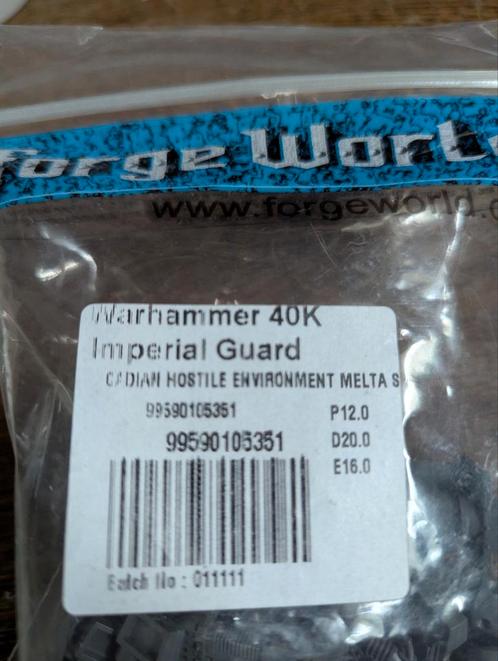 Forge Worl
www.forgeworld.c
Warhammer 40K
Imperial Guard
CADIAN HOSTILE ENVIRONMENT MELTA S
99590105351 P12.0
99590105351 D20.0
E16.0
Batch No : 011111